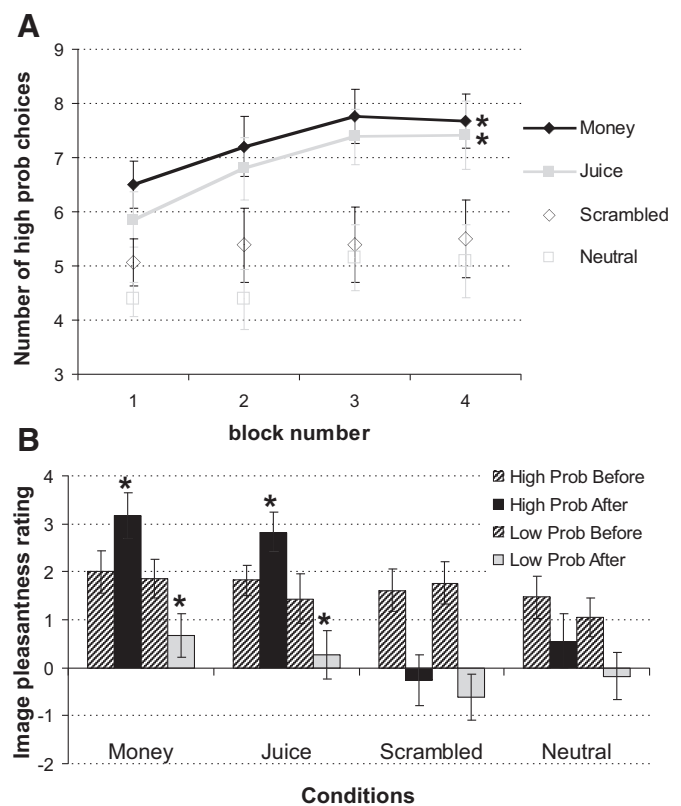 A
Number of high prob choices
9
8
7
6
5
4
3
1 2 3 4
block number
*
*
Money
Juice
Scrambled
Neutral
B
Image pleasantness rating
4
3
2
1
0
-1
-2
* * * *
High Prob Before
High Prob After
Low Prob Before
Low Prob After
Money Juice Scrambled Neutral
Conditions